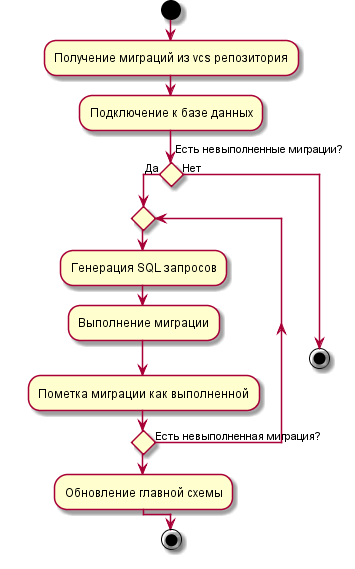 Получение миграций из vcs репозитория
Подключение к базе данных
Есть невыполненные миграции?
Да
Нет
Генерация SQL запросов
Выполнение миграции
Пометка миграции как выполненной
Есть невыполненная миграция?
Обновление главной схемы